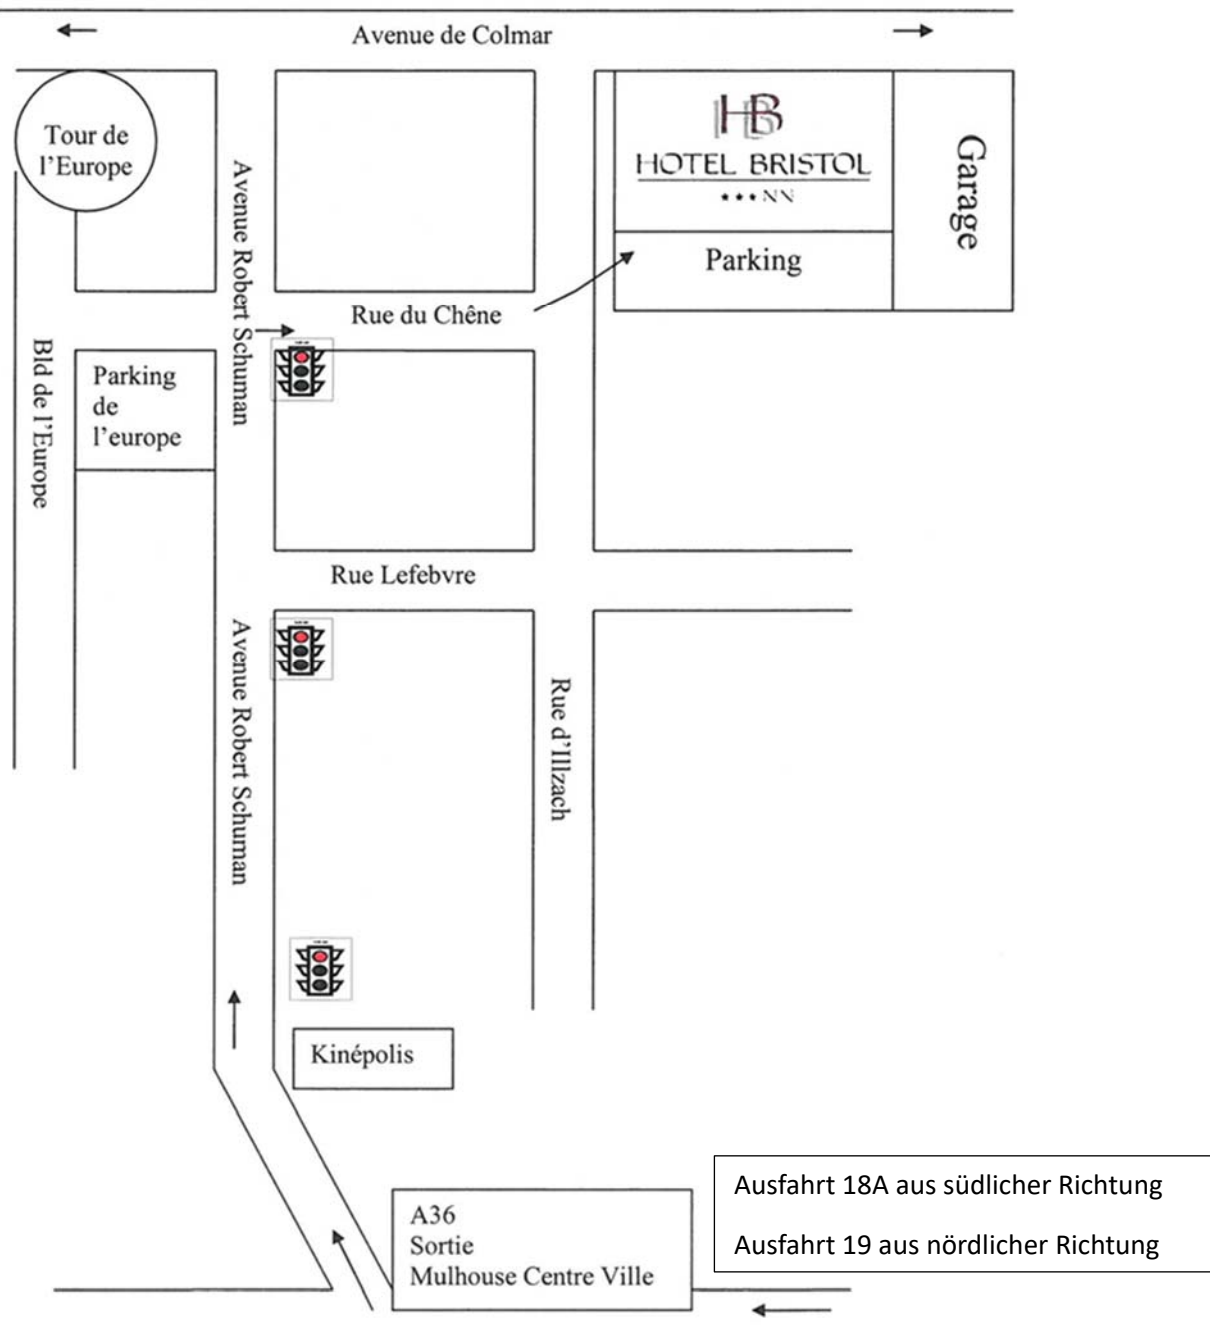 Avenue de Colmar
Tour de
l'Europe
HB
HOTEL BRISTOL
***NN
Garage
Parking
Avenue Robert Schuman
Rue du Chêne
Bld de l'Europe
Parking
de
l'europe
Rue Lefebvre
Avenue Robert Schuman
Rue d'Illzach
Kinépolis
A36
Sortie
Mulhouse Centre Ville
Ausfahrt 18A aus südlicher Richtung
Ausfahrt 19 aus nördlicher Richtung